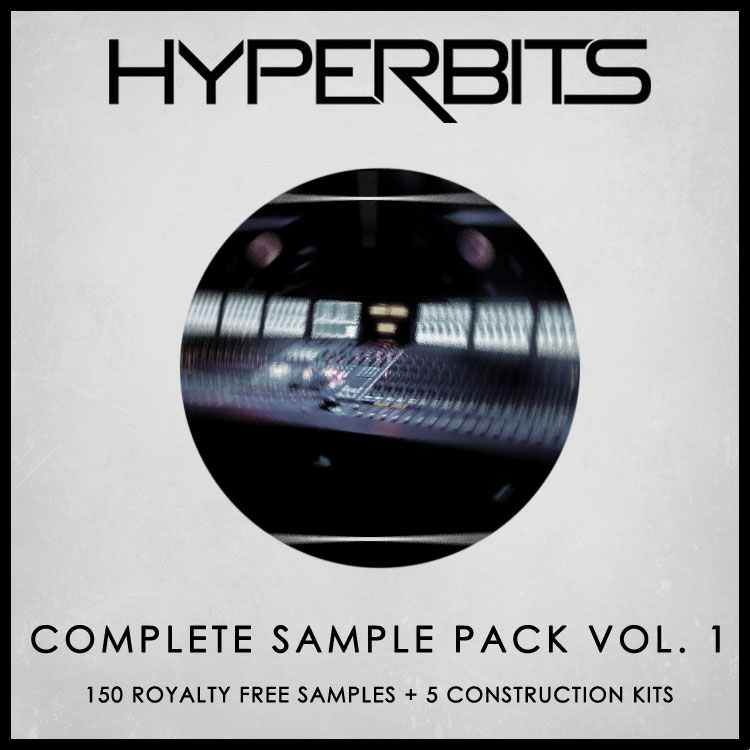 HYPERBITS
COMPLETE SAMPLE PACK VOL. 1
150 ROYALTY FREE SAMPLES + 5 CONSTRUCTION KITS